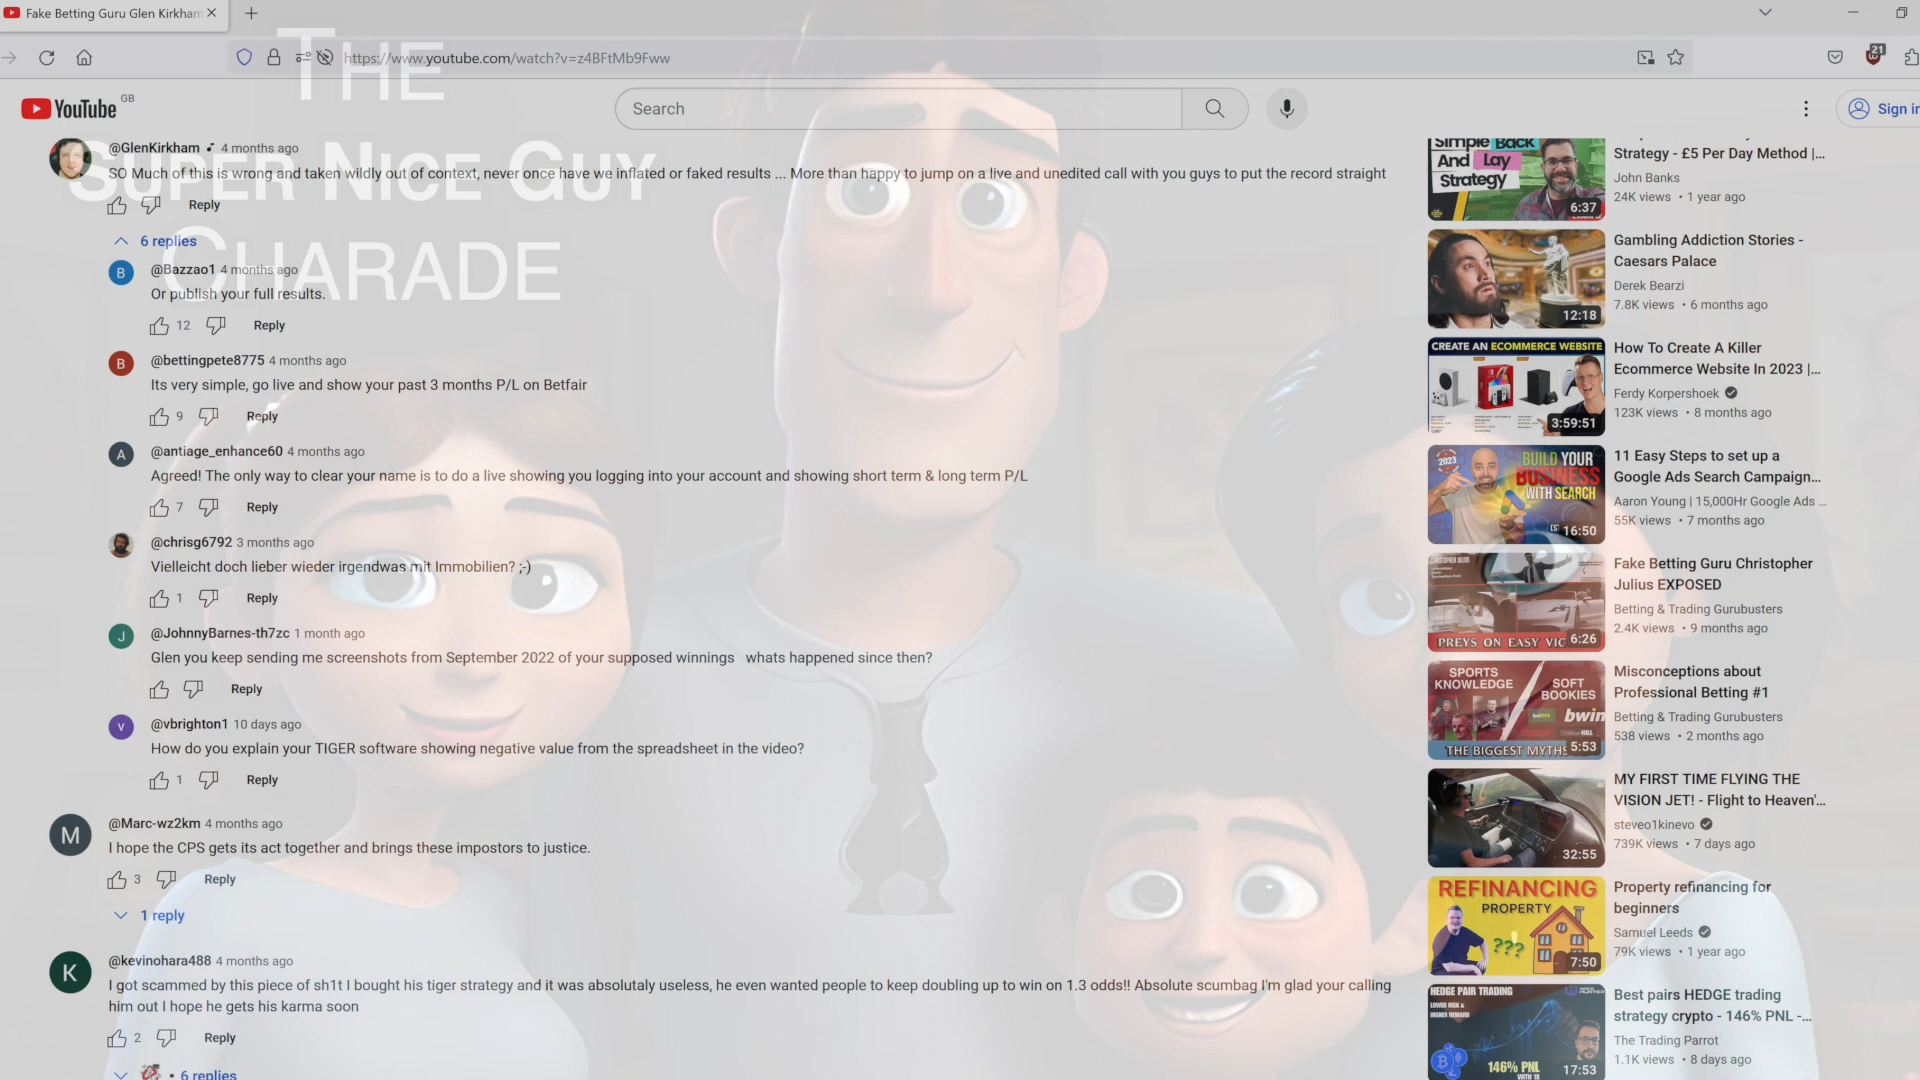 Fake Betting Guru Glen Kirkham
https://www.youtube.com/watch?v=z4BFtMb9Fww
21
YouTube GB
Search
Sign in
THE
SUPER NICE GUY
CHARADE
@GlenKirkham 4 months ago
SO Much of this is wrong and taken wildly out of context, never once have we inflated or faked results ... More than happy to jump on a live and unedited call with you guys to put the record straight
Reply
6 replies
B
@Bazzao1 4 months ago
Or publish your full results.
12 Reply
B
@bettingpete8775 4 months ago
Its very simple, go live and show your past 3 months P/L on Betfair
9 Reply
A
@antiage_enhance60 4 months ago
Agreed! The only way to clear your name is to do a live showing you logging into your account and showing short term & long term P/L
7 Reply
@chrisg6792 3 months ago
Vielleicht doch lieber wieder irgendwas mit Immobilien? ;-)
1 Reply
J
@JohnnyBarnes-th7zc 1 month ago
Glen you keep sending me screenshots from September 2022 of your supposed winnings whats happened since then?
Reply
V
@vbrighton1 10 days ago
How do you explain your TIGER software showing negative value from the spreadsheet in the video?
1 Reply
M
@Marc-wz2km 4 months ago
I hope the CPS gets its act together and brings these impostors to justice.
3 Reply
1 reply
K
@kevinohara488 4 months ago
I got scammed by this piece of sh1t I bought his tiger strategy and it was absolutaly useless, he even wanted people to keep doubling up to win on 1.3 odds!! Absolute scumbag I'm glad your calling
him out I hope he gets his karma soon
2 Reply
• 6 replies
Simple Back
And Lay
Strategy
6:37
Strategy - £5 Per Day Method |...
John Banks
24K views • 1 year ago
12:18
Gambling Addiction Stories -
Caesars Palace
Derek Bearzi
7.8K views • 6 months ago
CREATE AN ECOMMERCE WEBSITE
3:59:51
How To Create A Killer
Ecommerce Website In 2023 |...
Ferdy Korpershoek
123K views • 8 months ago
2023
BUILD YOUR
BUSINESS
WITH SEARCH
16:50
11 Easy Steps to set up a
Google Ads Search Campaign...
Aaron Young | 15,000Hr Google Ads ...
55K views • 7 months ago
PREYS ON EASY VIC
6:26
Fake Betting Guru Christopher
Julius EXPOSED
Betting & Trading Gurubusters
2.4K views • 9 months ago
SPORTS
KNOWLEDGE
SOFT
BOOKIES
bwin
THE BIGGEST MYTHS
5:53
Misconceptions about
Professional Betting #1
Betting & Trading Gurubusters
538 views • 2 months ago
32:55
MY FIRST TIME FLYING THE
VISION JET! - Flight to Heaven'...
steveo1kinevo
739K views • 7 days ago
REFINANCING
PROPERTY
???
7:50
Property refinancing for
beginners
Samuel Leeds
79K views • 1 year ago
HEDGE PAIR TRADING
LOWER RISK &
HIGHER REWARD
146% PNL
17:53
Best pairs HEDGE trading
strategy crypto - 146% PNL -...
The Trading Parrot
1.1K views • 8 days ago